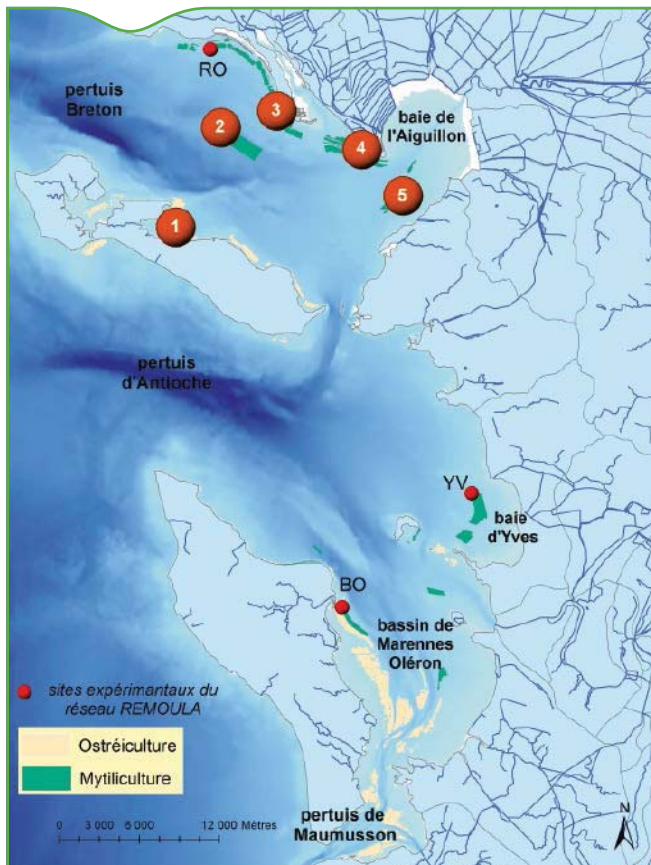 RO
pertuis
Breton
baie de
l'Aiguillon
3
2
4
5
1
pertuis
d'Antioche
YV
baie
d'Yves
BO
bassin de
Marennes
Oléron
sites expérimantaux du
réseau REMOULA
Ostréiculture
Mytiliculture
0 3 000 6 000 12 000 Mètres
pertuis de
Maumusson
N